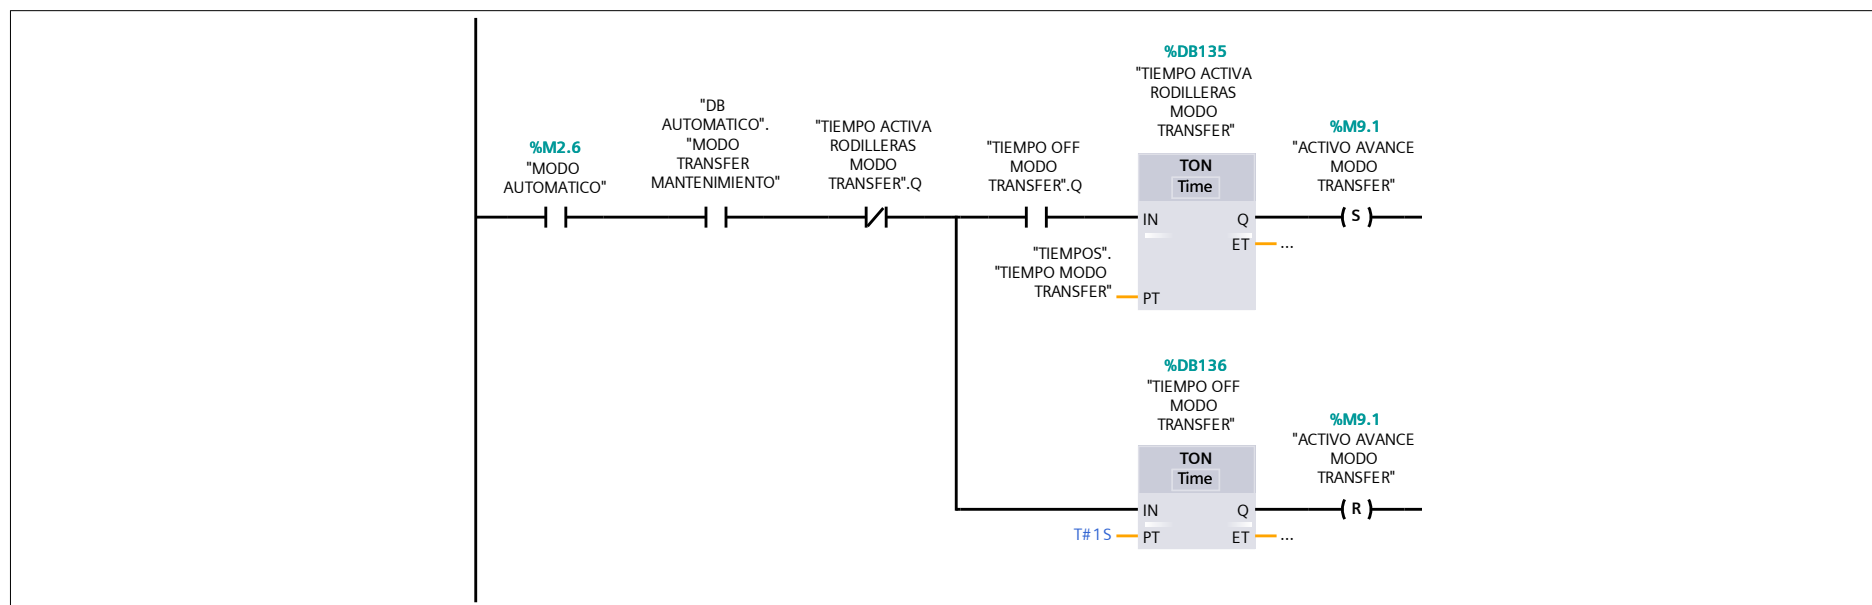 %DB135
"TIEMPO ACTIVA
RODILLERAS
MODO
TRANSFER"
%M2.6
"MODO
AUTOMATICO"
"DB
AUTOMATICO".
"MODO
TRANSFER
MANTENIMIENTO"
"TIEMPO ACTIVA
RODILLERAS
MODO
TRANSFER".Q
"TIEMPO OFF
MODO
TRANSFER".Q
TON
Time
IN
Q
ET
...
"TIEMPOS".
"TIEMPO MODO
TRANSFER"
PT
%M9.1
"ACTIVO AVANCE
MODO
TRANSFER"
S
%DB136
"TIEMPO OFF
MODO
TRANSFER"
TON
Time
IN
Q
T#1S
PT
ET
...
%M9.1
"ACTIVO AVANCE
MODO
TRANSFER"
R